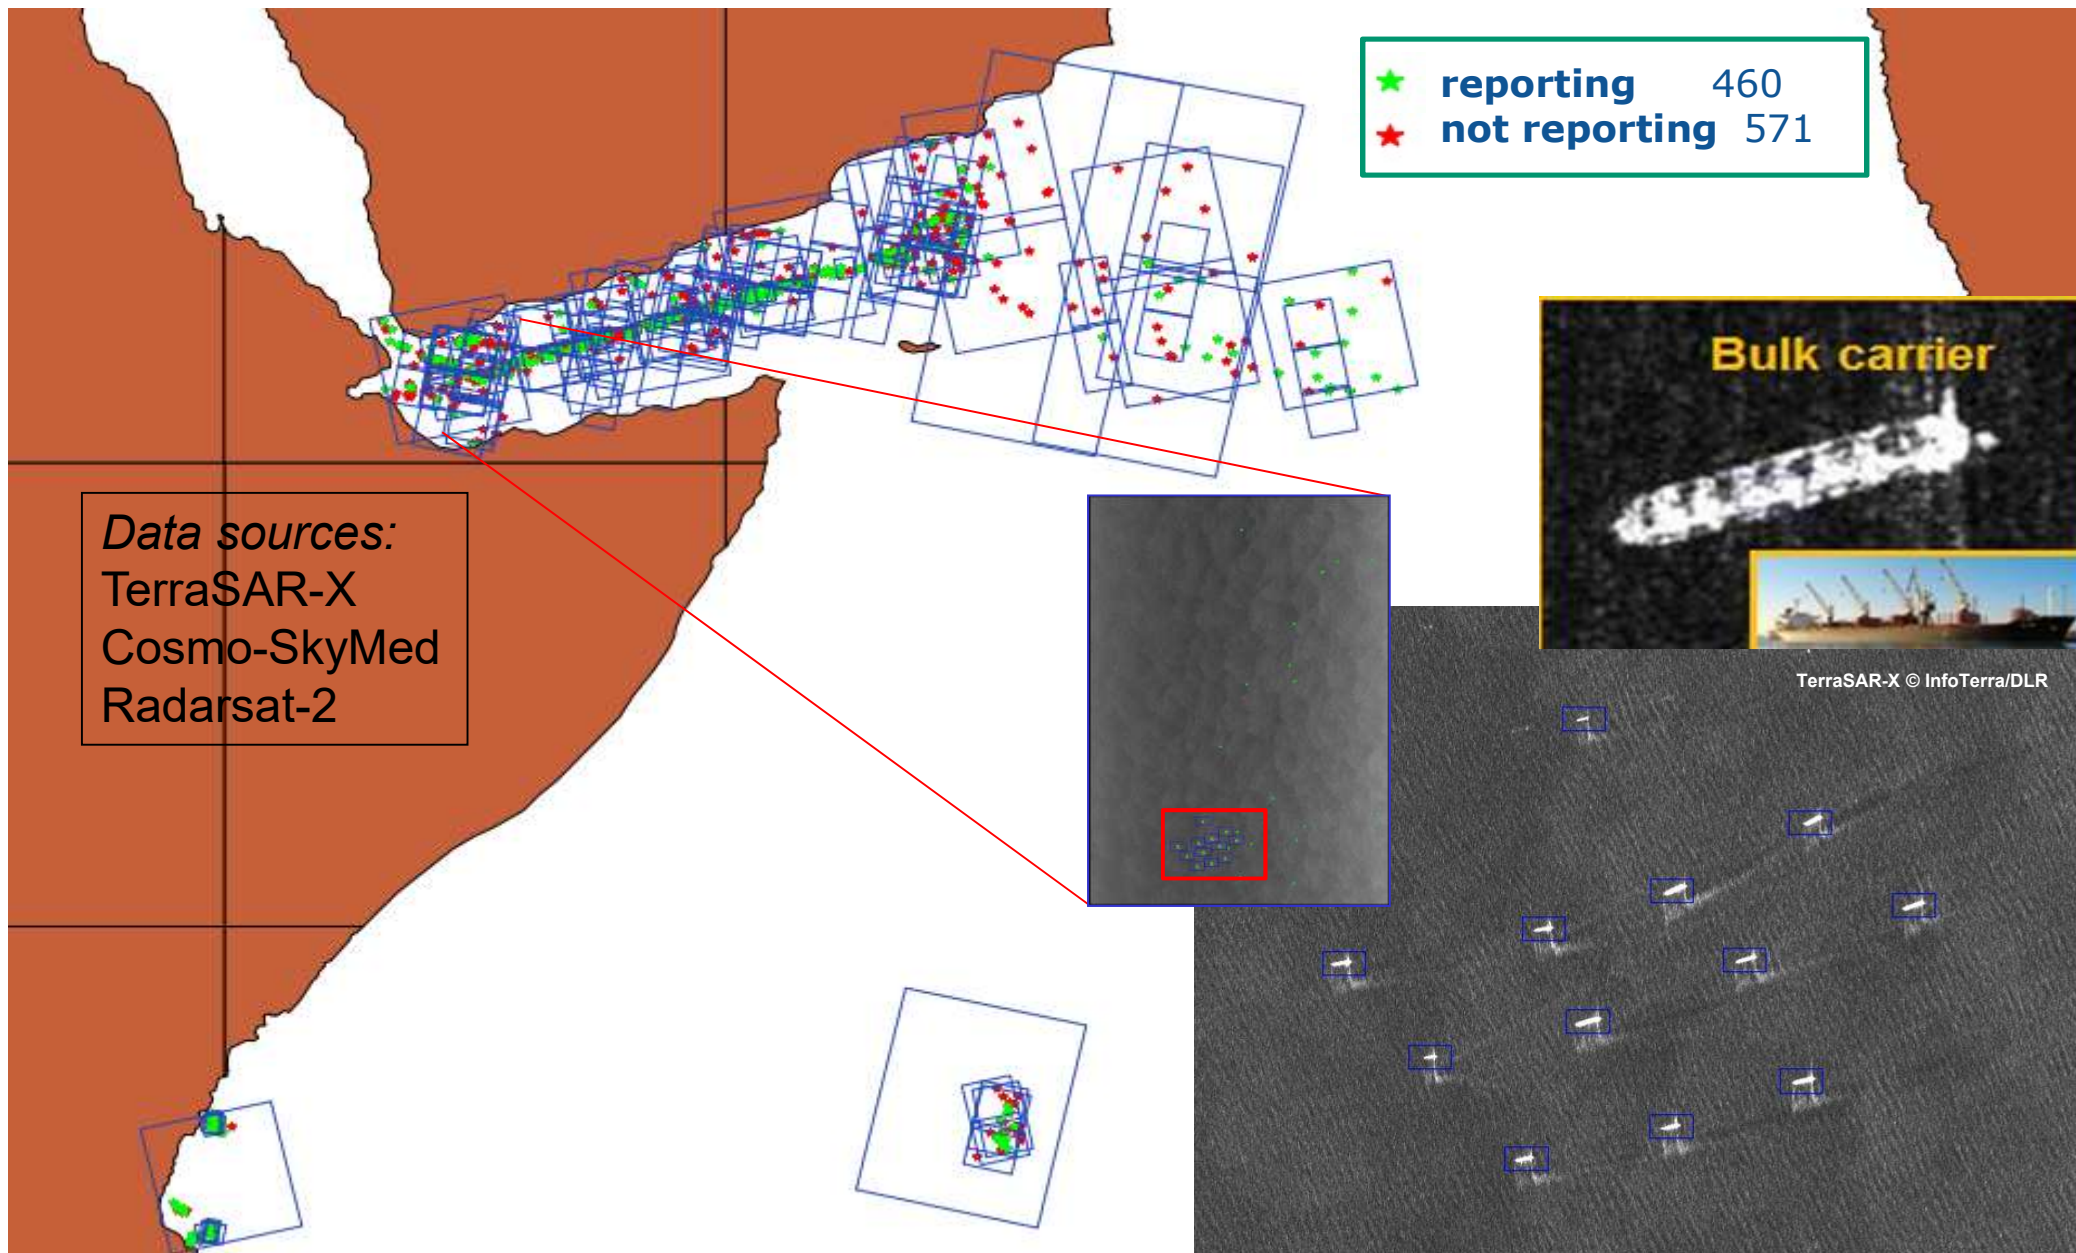 reporting 460
not reporting 571
Bulk carrier
Data sources:
TerraSAR-X
Cosmo-SkyMed
Radarsat-2
TerraSAR-X © InfoTerra/DLR